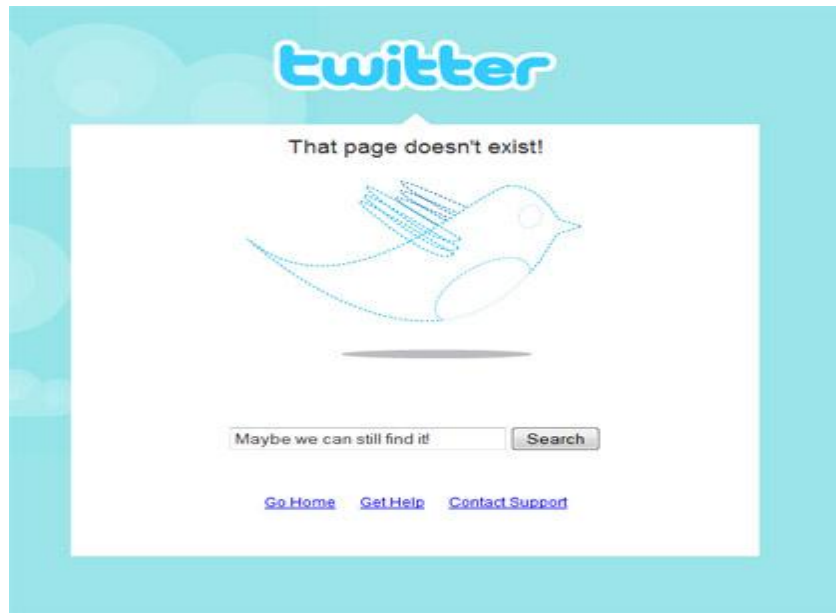 twitter
That page doesn't exist!
Maybe we can still find it! Search
Go Home Get Help Contact Support